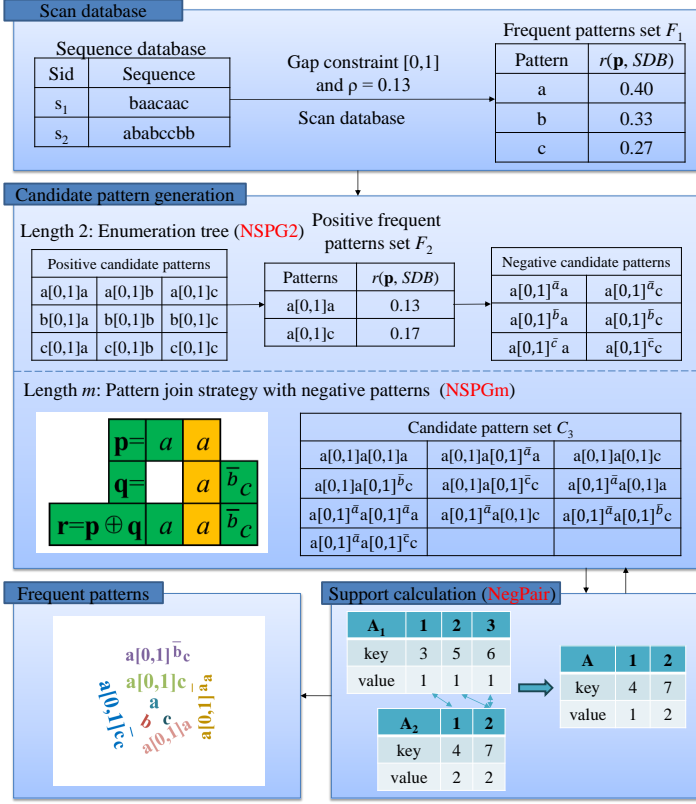 Scan database
Sequence database
Sid Sequence
s₁ baacaac
s₂ ababccbb
Gap constraint [0,1]
and ρ = 0.13
Scan database
Frequent patterns set F₁
Pattern r(p, SDB)
a 0.40
b 0.33
c 0.27
Candidate pattern generation
Length 2: Enumeration tree (NSPG2)
Positive candidate patterns
a[0,1]a a[0,1]b a[0,1]c
b[0,1]a b[0,1]b b[0,1]c
c[0,1]a c[0,1]b c[0,1]c
Positive frequent
patterns set F₂
Patterns r(p, SDB)
a[0,1]a 0.13
a[0,1]c 0.17
Negative candidate patterns
a[0,1]^ā a a[0,1]^ā c
a[0,1]^b̄ a a[0,1]^b̄ c
a[0,1]^c̄ a a[0,1]^c̄ c
Length m: Pattern join strategy with negative patterns (NSPGm)
p= a a
q= a b̄c
r=p⊕q a a b̄c
Candidate pattern set C₃
a[0,1]a[0,1]a a[0,1]a[0,1]^ā a a[0,1]a[0,1]c
a[0,1]a[0,1]^b̄ c a[0,1]a[0,1]^c̄ c a[0,1]^ā a[0,1]a
a[0,1]^ā a[0,1]^ā a a[0,1]^ā a[0,1]c a[0,1]^ā a[0,1]^b̄ c
a[0,1]^ā a[0,1]^c̄ c
Frequent patterns
a[0,1]^b̄ c
a[0,1]c
a
b c
a[0,1]a
a[0,1]^c̄ c
a[0,1]^ā a
Support calculation (NegPair)
A₁ 1 2 3
key 3 5 6
value 1 1 1
A₂ 1 2
key 4 7
value 2 2
A 1 2
key 4 7
value 1 2